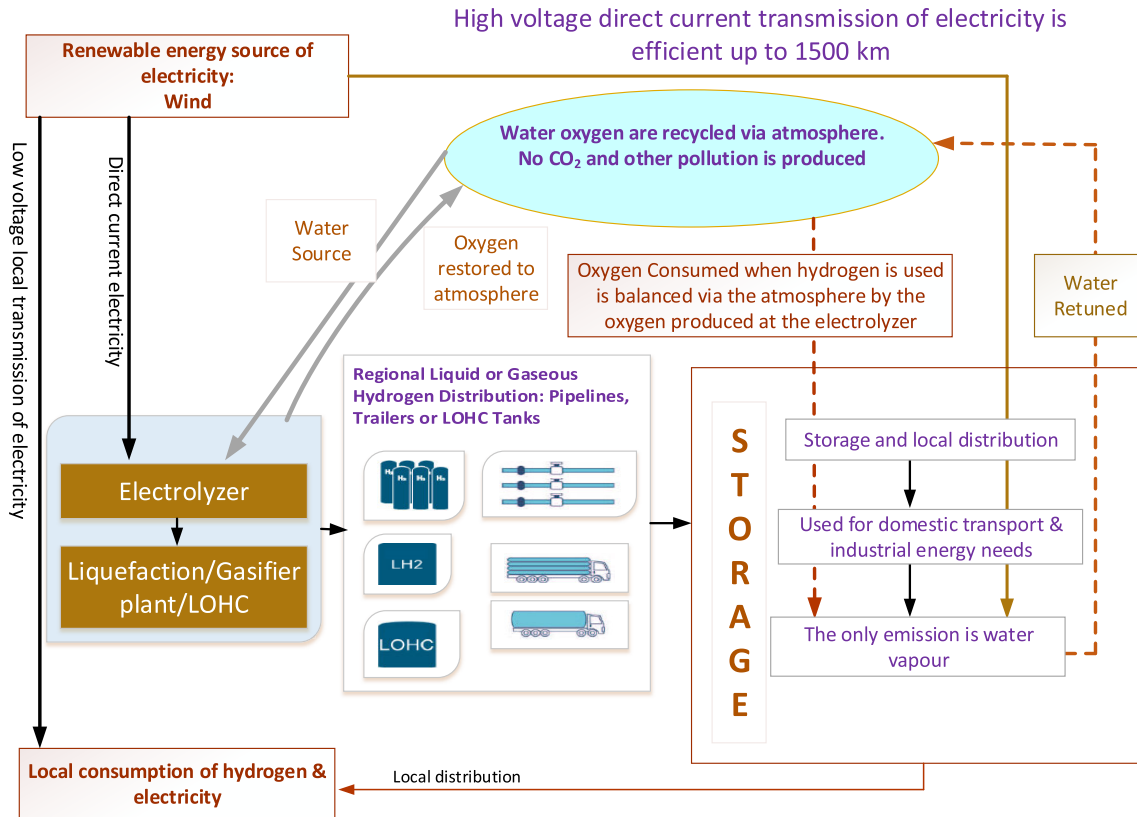 High voltage direct current transmission of electricity is
efficient up to 1500 km
Renewable energy source of
electricity:
Wind
Low voltage local transmission of electricity
Direct current electricity
Water oxygen are recycled via atmosphere.
No CO₂ and other pollution is produced
Water
Source
Oxygen
restored to
atmosphere
Oxygen Consumed when hydrogen is used
is balanced via the atmosphere by the
oxygen produced at the electrolyzer
Water
Retuned
Electrolyzer
Liquefaction/Gasifier
plant/LOHC
Regional Liquid or Gaseous
Hydrogen Distribution: Pipelines,
Trailers or LOHC Tanks
LH2
LOHC
STORAGE
Storage and local distribution
Used for domestic transport &
industrial energy needs
The only emission is water
vapour
Local consumption of hydrogen &
electricity
Local distribution